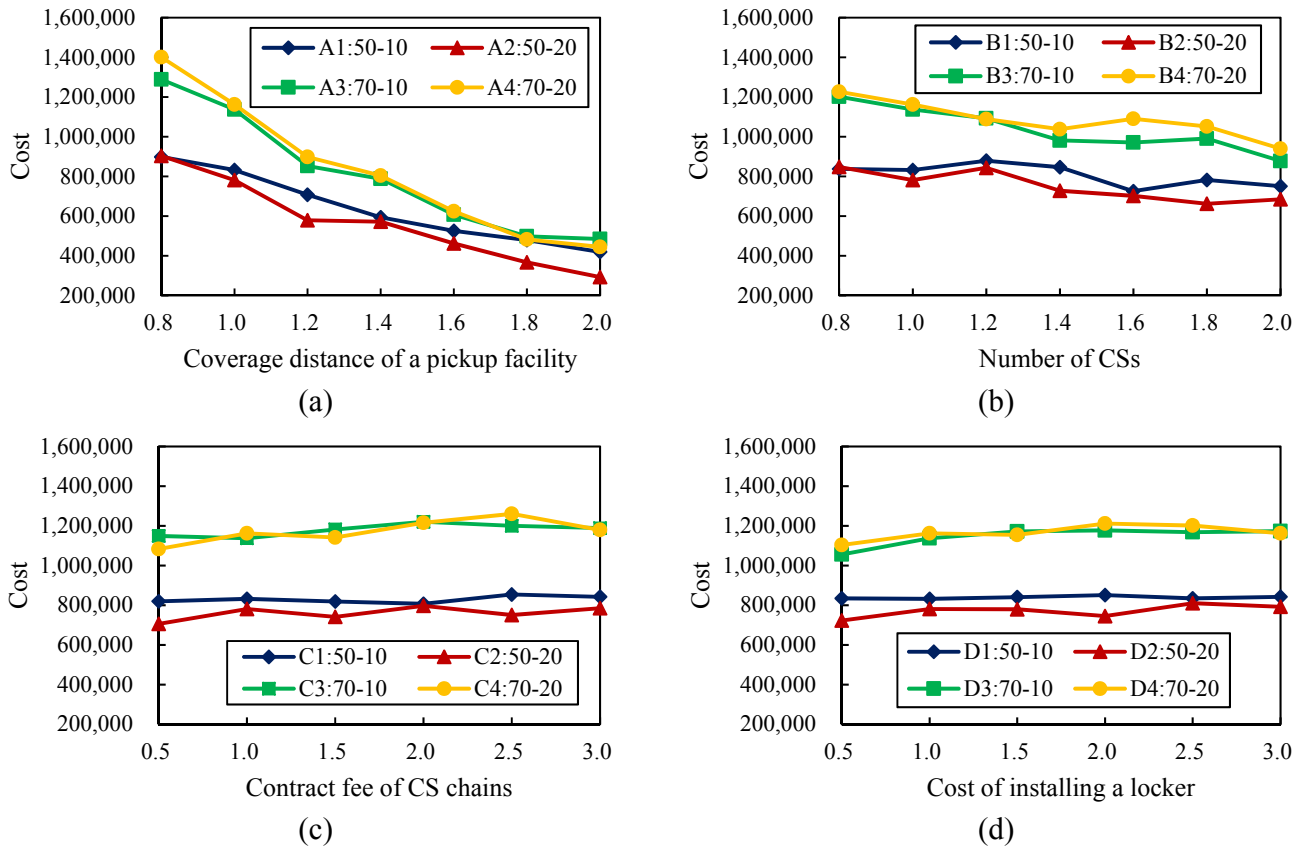 1,600,000
1,400,000
1,200,000
1,000,000
800,000
600,000
400,000
200,000
Cost
A1:50-10 A2:50-20
A3:70-10 A4:70-20
0.8 1.0 1.2 1.4 1.6 1.8 2.0
Coverage distance of a pickup facility
(a)
1,600,000
1,400,000
1,200,000
1,000,000
800,000
600,000
400,000
200,000
Cost
B1:50-10 B2:50-20
B3:70-10 B4:70-20
0.8 1.0 1.2 1.4 1.6 1.8 2.0
Number of CSs
(b)
1,600,000
1,400,000
1,200,000
1,000,000
800,000
600,000
400,000
200,000
Cost
C1:50-10 C2:50-20
C3:70-10 C4:70-20
0.5 1.0 1.5 2.0 2.5 3.0
Contract fee of CS chains
(c)
1,600,000
1,400,000
1,200,000
1,000,000
800,000
600,000
400,000
200,000
Cost
D1:50-10 D2:50-20
D3:70-10 D4:70-20
0.5 1.0 1.5 2.0 2.5 3.0
Cost of installing a locker
(d)